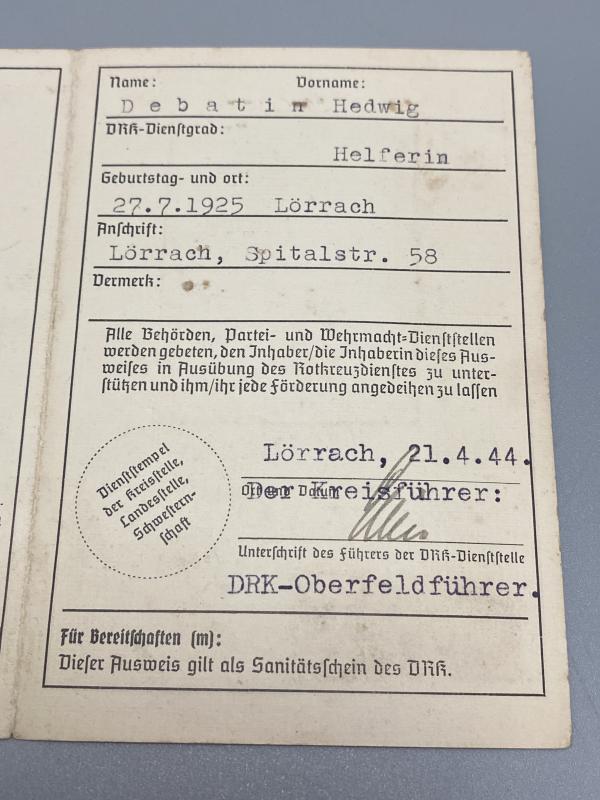 Name: Vorname:
Debatin Hedwig
DRK-Dienstgrad:
Helferin
Geburtstag- und ort:
27.7.1925 Lörrach
Anschrift:
Lörrach, Spitalstr. 58
Vermerk:
Alle Behörden, Partei- und Wehrmacht-Dienststellen
werden gebeten, den Inhaber/die Inhaberin dieses Aus-
weises in Ausübung des Rotkreuzdienstes zu unter-
stützen und ihm/ihr jede Förderung angedeihen zu lassen
Dienststempel
der Kreisstelle,
Landesstelle,
Schwestern-
schaft
Lörrach, 21.4.44.
Ort und Datum
Der Kreisführer:
Unterschrift des Führers der DRK-Dienststelle
DRK-Oberfeldführer.
Für Bereitschaften (m):
Dieser Ausweis gilt als Sanitätsschein des DRK.